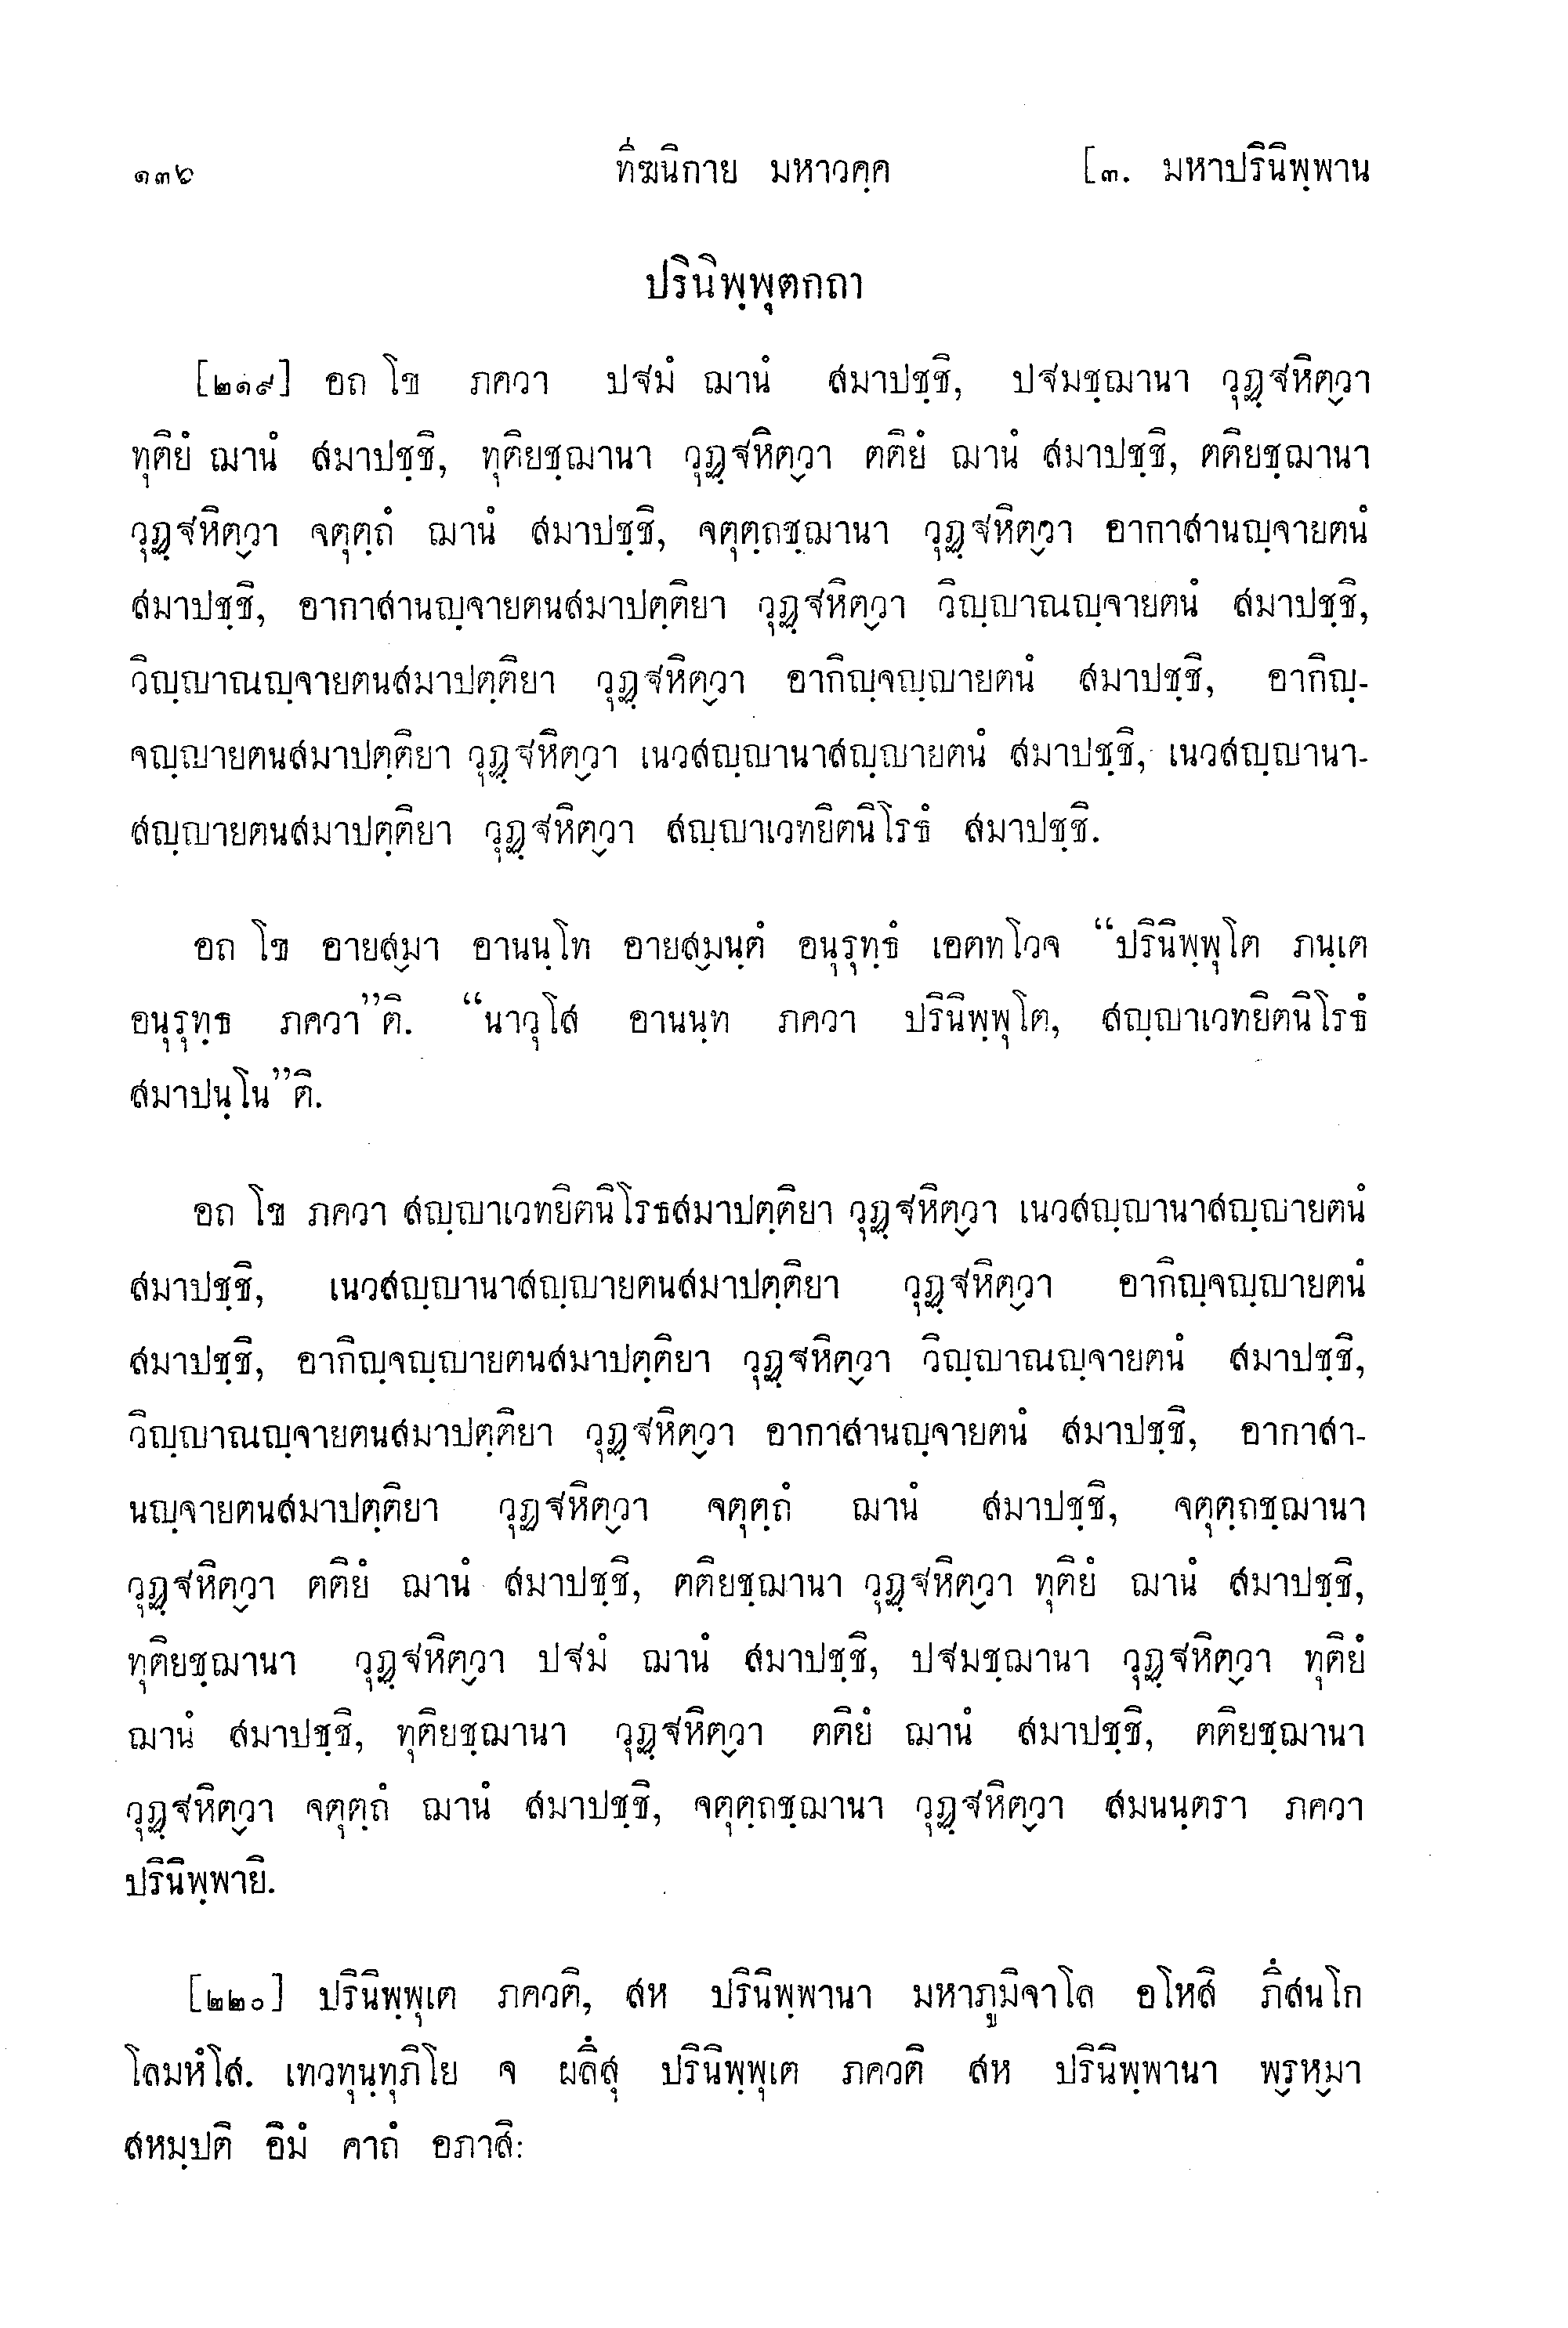 ๑๓๖ ทีฆนิกาย มหาวคฺค [๓. มหาปรินิพฺพาน
ปรินิพฺพุตกถา
[๒๑๙] อถ โข ภควา ปฐมํ ฌานํ สมาปชฺชิ, ปฐมชฺฌานา วุฏฺฐหิตฺวา
ทุติยํ ฌานํ สมาปชฺชิ, ทุติยชฺฌานา วุฏฺฐหิตฺวา ตติยํ ฌานํ สมาปชฺชิ, ตติยชฺฌานา
วุฏฺฐหิตฺวา จตุตฺถํ ฌานํ สมาปชฺชิ, จตุตฺถชฺฌานา วุฏฺฐหิตฺวา อากาสานญฺจายตนํ
สมาปชฺชิ, อากาสานญฺจายตนสมาปตฺติยา วุฏฺฐหิตฺวา วิญฺญาณญฺจายตนํ สมาปชฺชิ,
วิญฺญาณญฺจายตนสมาปตฺติยา วุฏฺฐหิตฺวา อากิญฺจญฺญายตนํ สมาปชฺชิ, อากิญฺ-
จญฺญายตนสมาปตฺติยา วุฏฺฐหิตฺวา เนวสญฺญานาสญฺญายตนํ สมาปชฺชิ, เนวสญฺญานา-
สญฺญายตนสมาปตฺติยา วุฏฺฐหิตฺวา สญฺญาเวทยิตนิโรธํ สมาปชฺชิ.
อถ โข อายสฺมา อานนฺโท อายสฺมนฺตํ อนุรุทฺธํ เอตทโวจ “ปรินิพฺพุโต ภนฺเต
อนุรุทฺธ ภควา”ติ. “นาวุโส อานนฺท ภควา ปรินิพฺพุโต, สญฺญาเวทยิตนิโรธํ
สมาปนฺโน”ติ.
อถ โข ภควา สญฺญาเวทยิตนิโรธสมาปตฺติยา วุฏฺฐหิตฺวา เนวสญฺญานาสญฺญายตนํ
สมาปชฺชิ, เนวสญฺญานาสญฺญายตนสมาปตฺติยา วุฏฺฐหิตฺวา อากิญฺจญฺญายตนํ
สมาปชฺชิ, อากิญฺจญฺญายตนสมาปตฺติยา วุฏฺฐหิตฺวา วิญฺญาณญฺจายตนํ สมาปชฺชิ,
วิญฺญาณญฺจายตนสมาปตฺติยา วุฏฺฐหิตฺวา อากาสานญฺจายตนํ สมาปชฺชิ, อากาสา-
นญฺจายตนสมาปตฺติยา วุฏฺฐหิตฺวา จตุตฺถํ ฌานํ สมาปชฺชิ, จตุตฺถชฺฌานา
วุฏฺฐหิตฺวา ตติยํ ฌานํ สมาปชฺชิ, ตติยชฺฌานา วุฏฺฐหิตฺวา ทุติยํ ฌานํ สมาปชฺชิ,
ทุติยชฺฌานา วุฏฺฐหิตฺวา ปฐมํ ฌานํ สมาปชฺชิ, ปฐมชฺฌานา วุฏฺฐหิตฺวา ทุติยํ
ฌานํ สมาปชฺชิ, ทุติยชฺฌานา วุฏฺฐหิตฺวา ตติยํ ฌานํ สมาปชฺชิ, ตติยชฺฌานา
วุฏฺฐหิตฺวา จตุตฺถํ ฌานํ สมาปชฺชิ, จตุตฺถชฺฌานา วุฏฺฐหิตฺวา สมนนฺตรา ภควา
ปรินิพฺพายิ.
[๒๒๐] ปรินิพฺพุเต ภควติ, สห ปรินิพฺพานา มหาภูมิจาโล อโหสิ ภึสนโก
โลมหํโส. เทวทุนฺทุภิโย จ ผลึสุ ปรินิพฺพุเต ภควติ สห ปรินิพฺพานา พฺรหฺมา
สหมฺปติ อิมํ คาถํ อภาสิ: